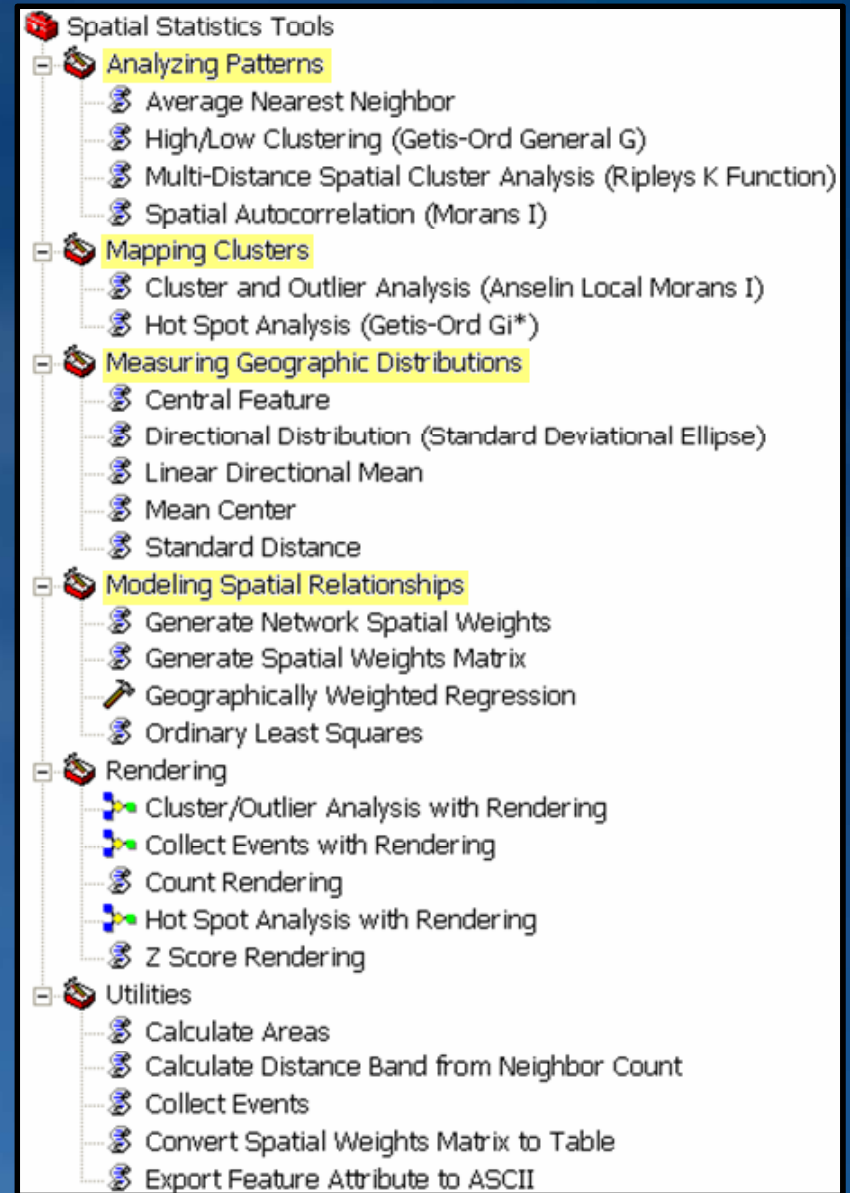 Spatial Statistics Tools
Analyzing Patterns
Average Nearest Neighbor
High/Low Clustering (Getis-Ord General G)
Multi-Distance Spatial Cluster Analysis (Ripleys K Function)
Spatial Autocorrelation (Morans I)
Mapping Clusters
Cluster and Outlier Analysis (Anselin Local Morans I)
Hot Spot Analysis (Getis-Ord Gi*)
Measuring Geographic Distributions
Central Feature
Directional Distribution (Standard Deviational Ellipse)
Linear Directional Mean
Mean Center
Standard Distance
Modeling Spatial Relationships
Generate Network Spatial Weights
Generate Spatial Weights Matrix
Geographically Weighted Regression
Ordinary Least Squares
Rendering
Cluster/Outlier Analysis with Rendering
Collect Events with Rendering
Count Rendering
Hot Spot Analysis with Rendering
Z Score Rendering
Utilities
Calculate Areas
Calculate Distance Band from Neighbor Count
Collect Events
Convert Spatial Weights Matrix to Table
Export Feature Attribute to ASCII